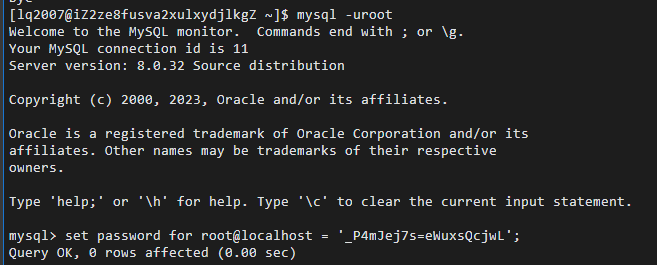 [lq2007@iZ2ze8fusva2xulxydjlkgZ ~]$ mysql -uroot
Welcome to the MySQL monitor.  Commands end with ; or \g.
Your MySQL connection id is 11
Server version: 8.0.32 Source distribution

Copyright (c) 2000, 2023, Oracle and/or its affiliates.

Oracle is a registered trademark of Oracle Corporation and/or its
affiliates. Other names may be trademarks of their respective
owners.

Type 'help;' or '\h' for help. Type '\c' to clear the current input statement.

mysql> set password for root@localhost = '_P4mJej7s=eWuxsQcjwL';
Query OK, 0 rows affected (0.00 sec)